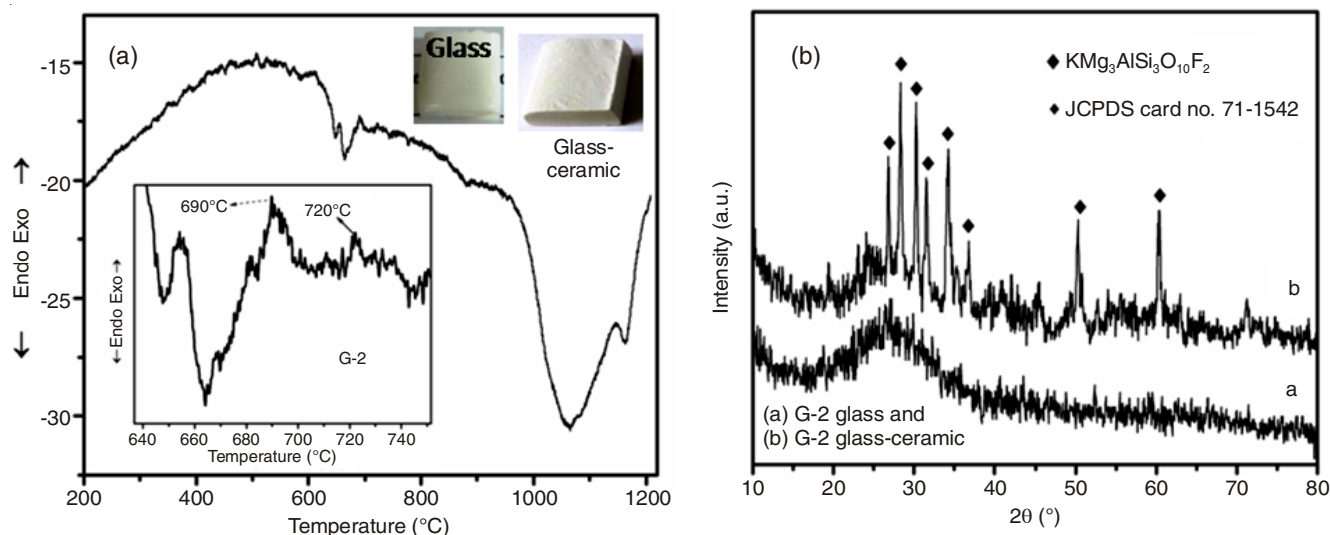 (a)
Glass
Glass-
ceramic
Endo Exo
← →
-15
-20
-25
-30
690°C
720°C
←Endo Exo→
G-2
640 660 680 700 720 740
Temperature (°C)
200 400 600 800 1000 1200
Temperature (°C)
(b)
◆ KMg₃AlSi₃O₁₀F₂
◆ JCPDS card no. 71-1542
Intensity (a.u.)
b
a
(a) G-2 glass and
(b) G-2 glass-ceramic
10 20 30 40 50 60 70 80
2θ (°)